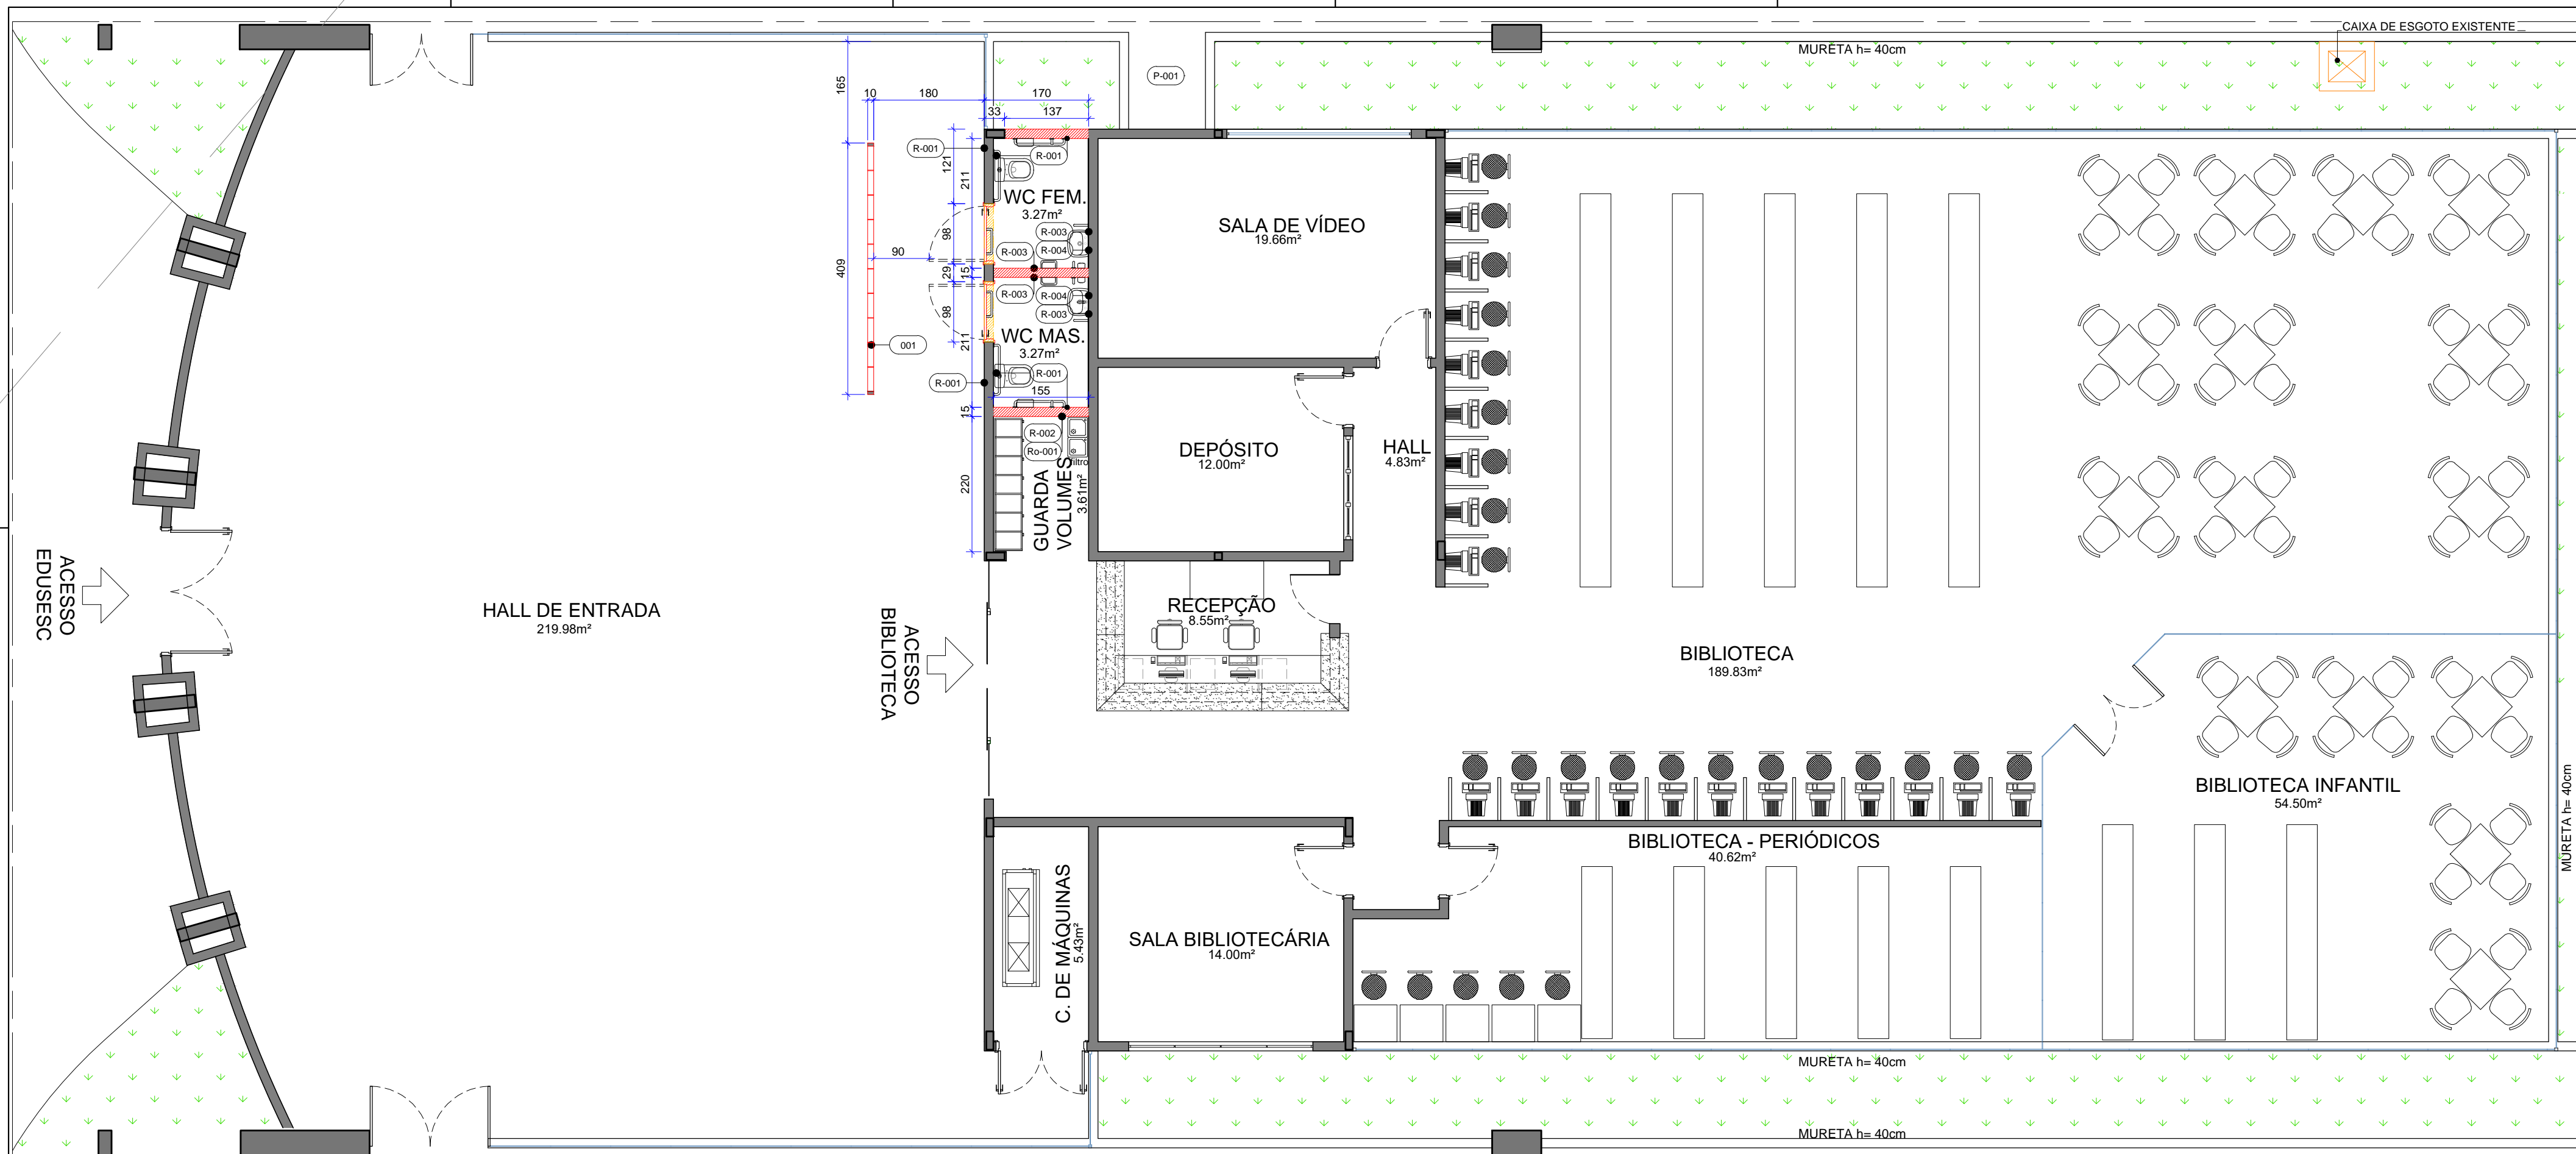 CAIXA DE ESGOTO EXISTENTE
MURETA h= 40cm
P-001
165
10
180
170
33
137
R-001
R-001
121
211
WC FEM.
3.27m²
R-003
R-003
R-004
98
90
29
15
409
R-003
R-004
R-003
98
WC MAS.
3.27m²
211
001
R-001
R-001
155
15
R-002
Ro-001
filtro
220
GUARDA
VOLUMES
3.61m²
SALA DE VÍDEO
19.66m²
DEPÓSITO
12.00m²
HALL
4.83m²
ACESSO
EDUSESC
HALL DE ENTRADA
219.98m²
ACESSO
BIBLIOTECA
RECEPÇÃO
8.55m²
BIBLIOTECA
189.83m²
BIBLIOTECA INFANTIL
54.50m²
MURETA h= 40cm
BIBLIOTECA - PERIÓDICOS
40.62m²
C. DE MÁQUINAS
5.43m²
SALA BIBLIOTECÁRIA
14.00m²
MURETA h= 40cm
MURETA h= 40cm